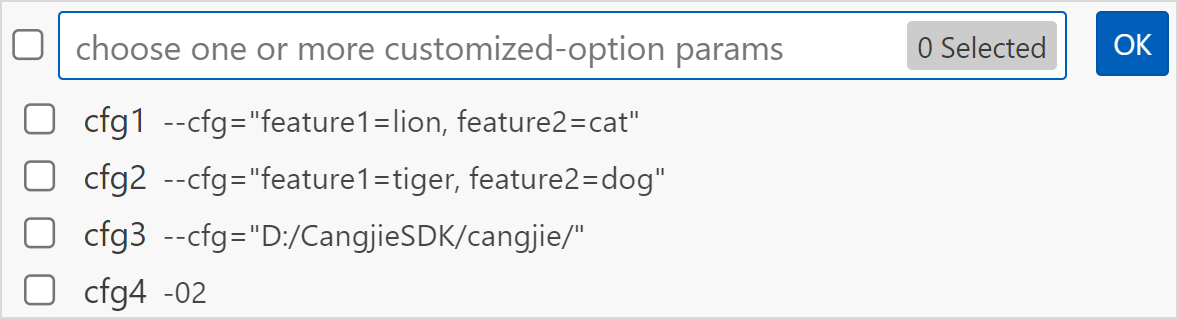 choose one or more customized-option params 0 Selected OK
cfg1 --cfg="feature1=lion, feature2=cat"
cfg2 --cfg="feature1=tiger, feature2=dog"
cfg3 --cfg="D:/CangjieSDK/cangjie/"
cfg4 -02